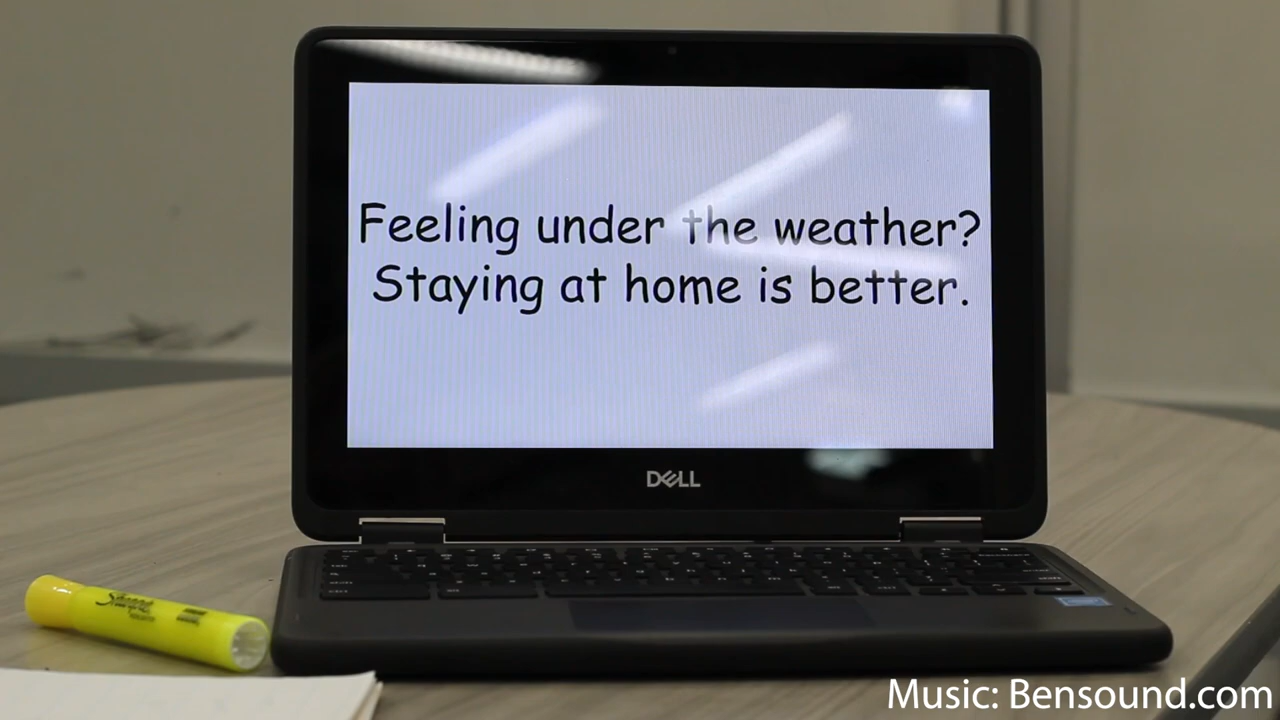 Feeling under the weather?
Staying at home is better.
DELL
Sharpie
Music: Bensound.com